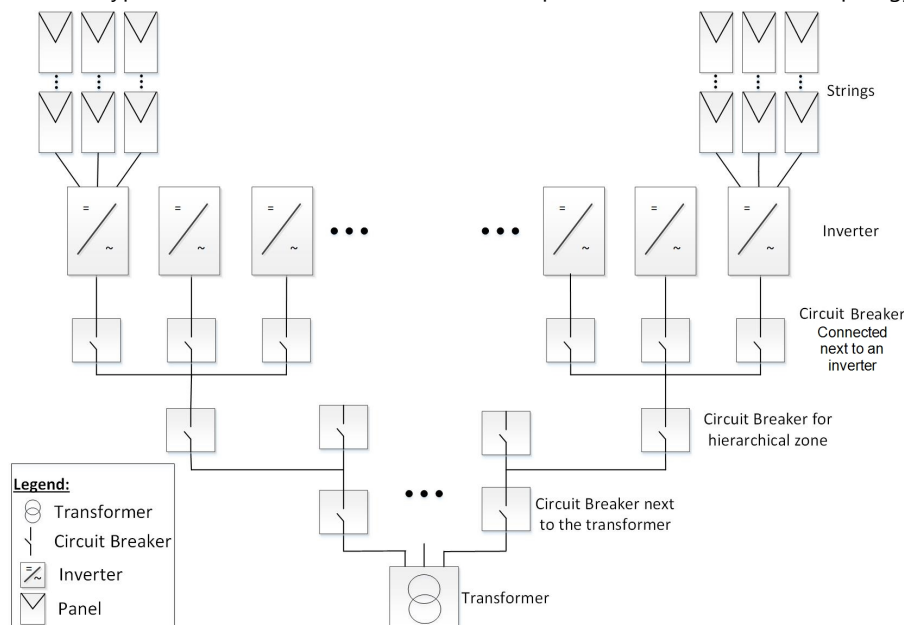 Strings
=
~
=
~
=
~
=
~
=
~
=
~
Inverter
Circuit Breaker
Connected
next to an
inverter
Circuit Breaker for
hierarchical zone
Circuit Breaker next
to the transformer
Transformer
Legend:
Transformer
Circuit Breaker
=
~
Inverter
Panel